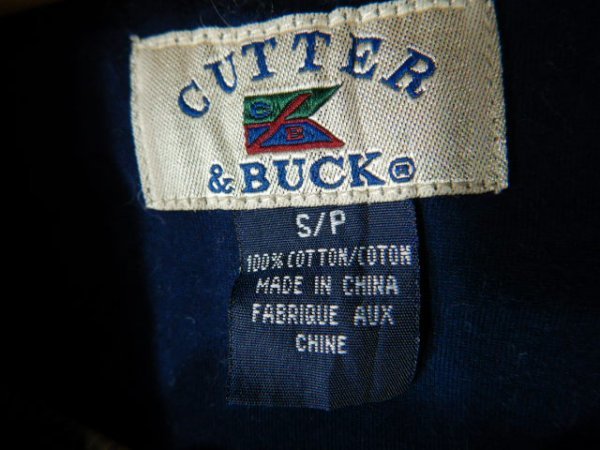 CUTTER
C B
& BUCK®
S/P
100% COTTON/COTON
MADE IN CHINA
FABRIQUE AUX
CHINE